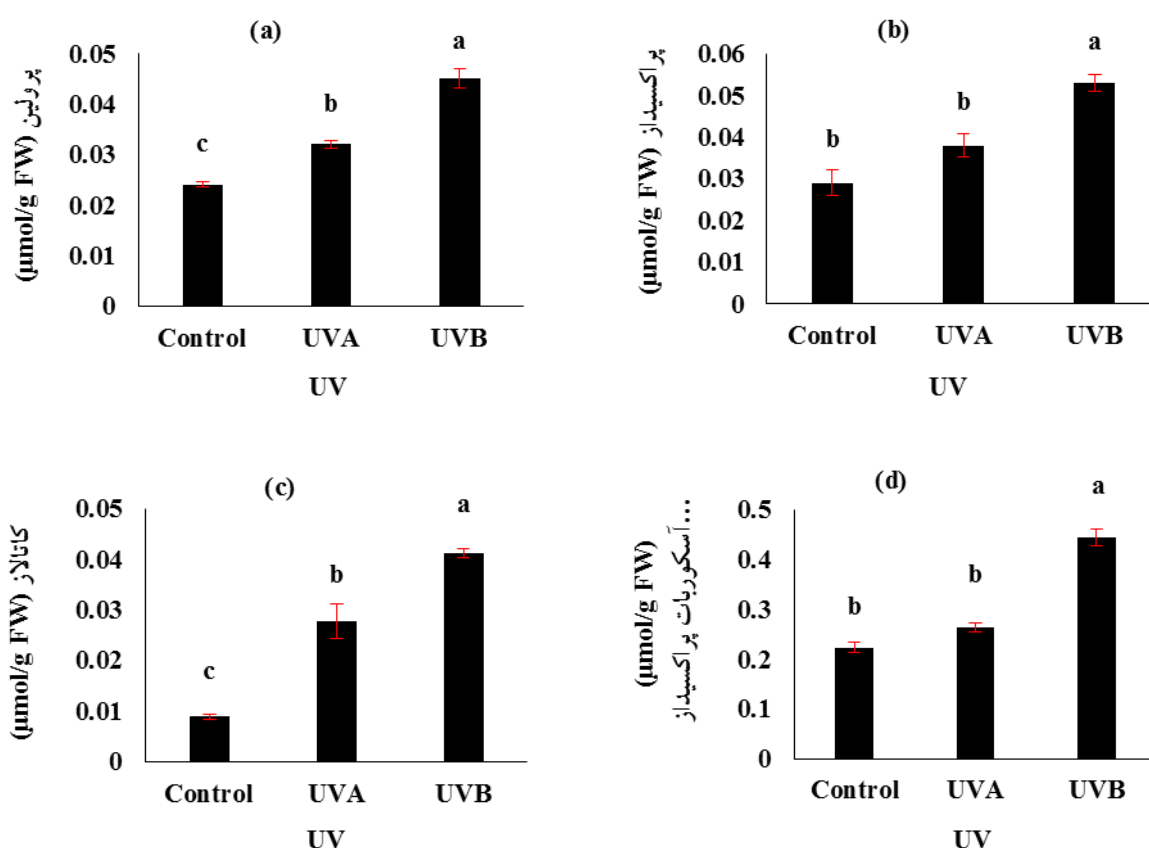 (a)
پرولین (µmol/g FW)
0.05
0.04
0.03
0.02
0.01
0
c
b
a
Control UVA UVB
UV
(b)
پراکسیداز (µmol/g FW)
0.06
0.05
0.04
0.03
0.02
0.01
0
b
b
a
Control UVA UVB
UV
(c)
کاتالاز (µmol/g FW)
0.05
0.04
0.03
0.02
0.01
0
c
b
a
Control UVA UVB
UV
(d)
آسکوربات پراکسیداز...
(µmol/g FW)
0.5
0.4
0.3
0.2
0.1
0
b
b
a
Control UVA UVB
UV